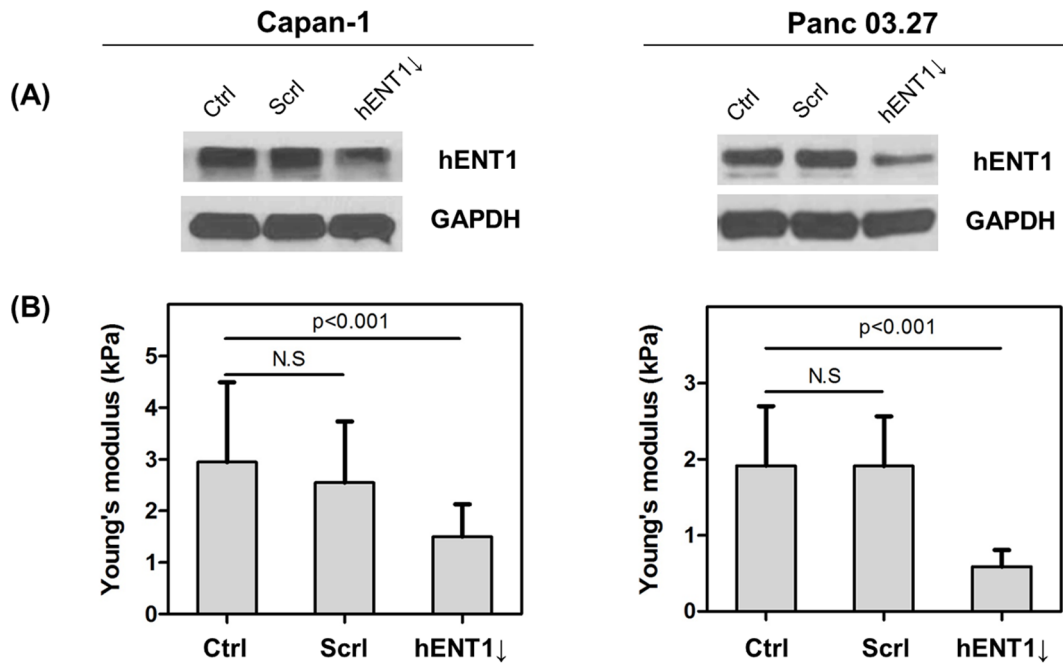 Capan-1
Panc 03.27
(A)
Ctrl
Scrl
hENT1↓
hENT1
GAPDH
Ctrl
Scrl
hENT1↓
hENT1
GAPDH
(B)
Young's modulus (kPa)
5
4
3
2
1
0
p<0.001
N.S
Ctrl
Scrl
hENT1↓
Young's modulus (kPa)
3
2
1
0
p<0.001
N.S
Ctrl
Scrl
hENT1↓